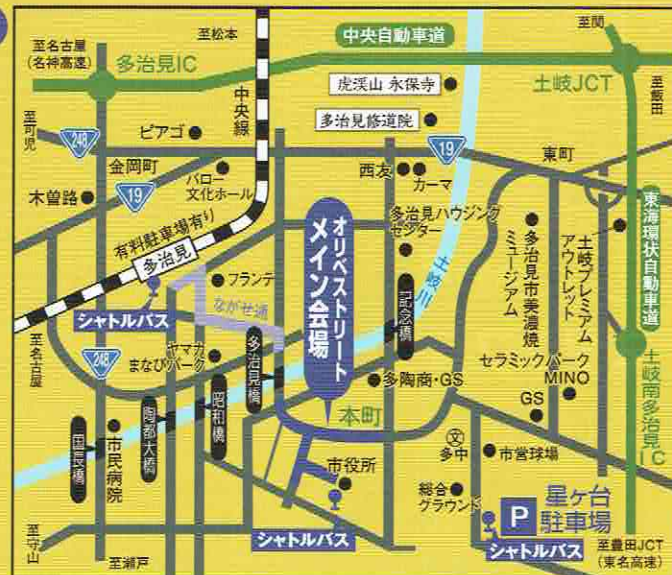 至名古屋
(名神高速)
多治見IC
至松本
中央自動車道
至関
虎渓山 永保寺
土岐JCT
至飯田
中央線
多治見修道院
至可児
248
ピアゴ
19
東町
金岡町
バロー
文化ホール
西友
カーマ
木曽路
19
多治見ハウジング
センター
有料駐車場有り
多治見
オリベストリート
メイン会場
土岐川
多治見市美濃焼
ミュージアム
土岐プレミアム
アウトレット
東海環状自動車道
フランテ
ながせ通
シャトルバス
記念橋
至名古屋
248
ヤマカ
まなびパーク
多治見橋
セラミックパーク
MINO
土岐南多治見IC
多陶商・GS
GS
昭和橋
陶都大橋
本町
国長橋
市民病院
文
多中
市営球場
市役所
総合
グラウンド
P
星ヶ台
駐車場
至守山
至瀬戸
シャトルバス
シャトルバス
至豊田JCT
(東名高速)